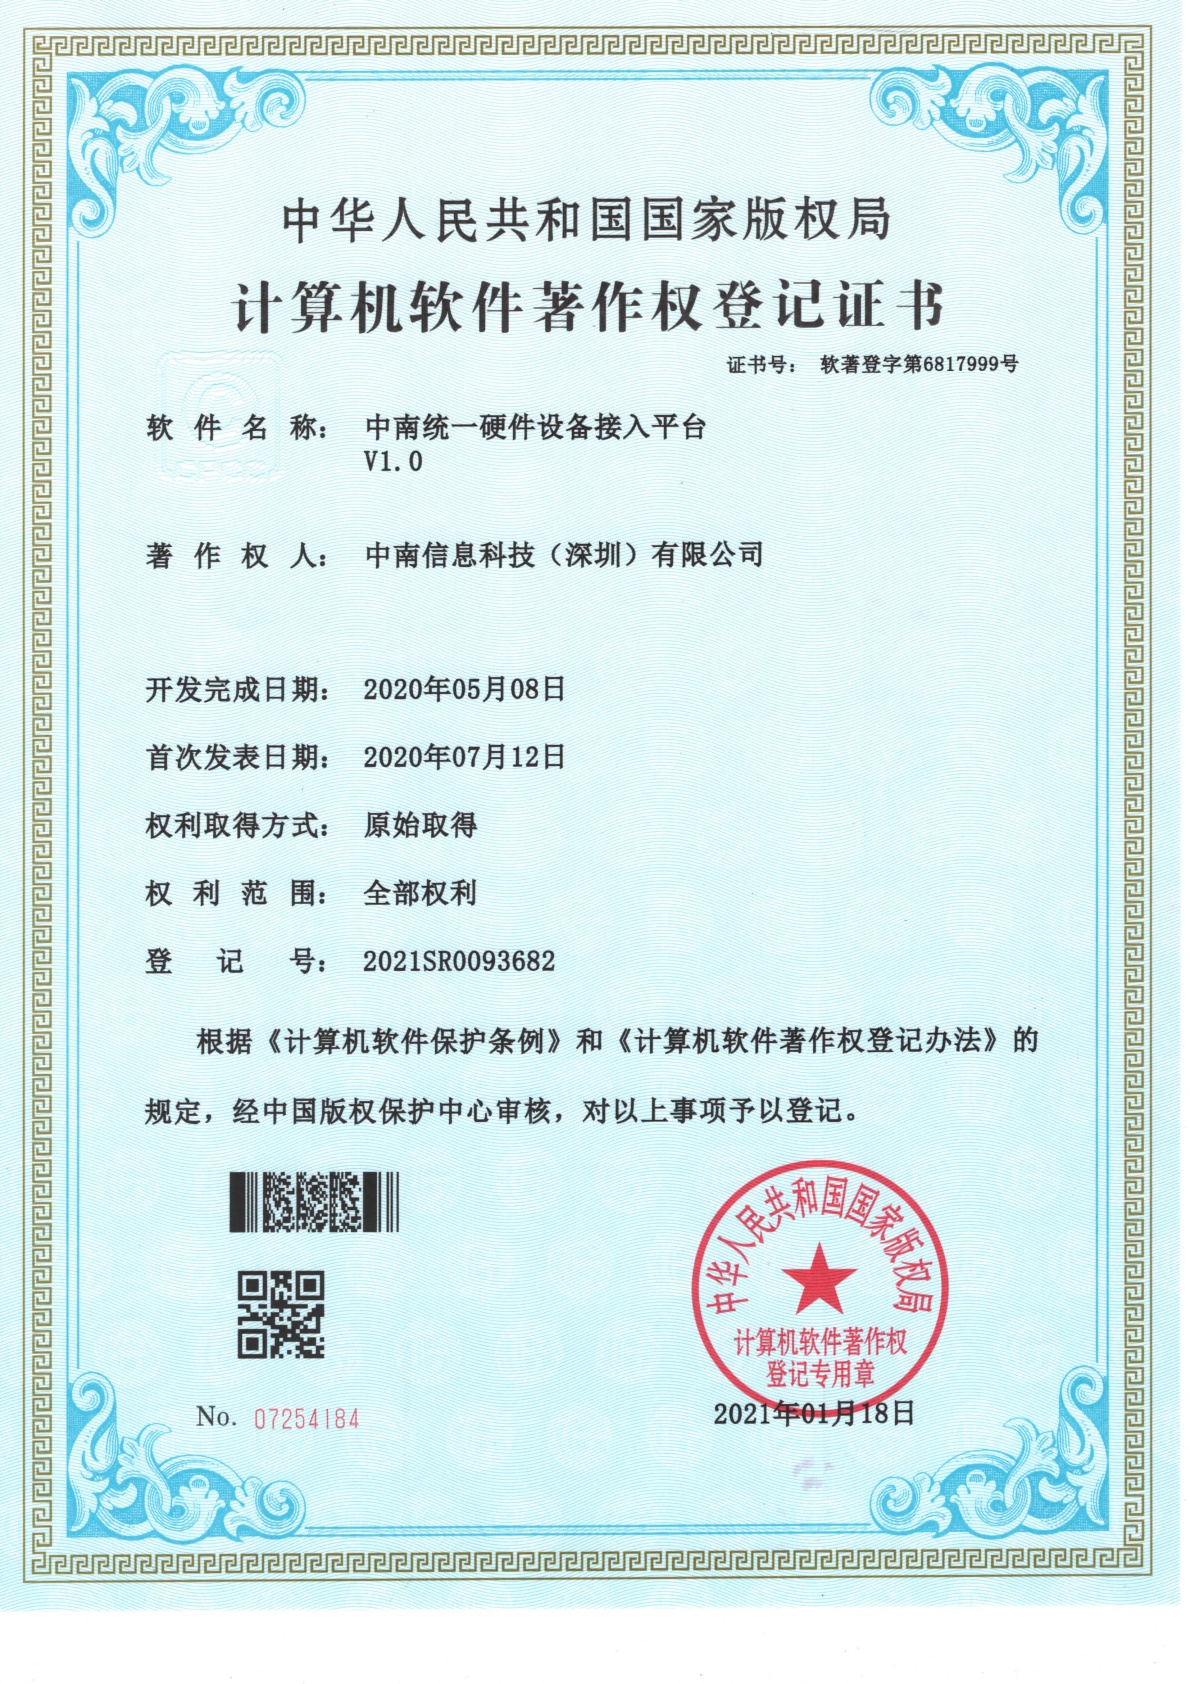 中华人民共和国国家版权局
计算机软件著作权登记证书
证书号： 软著登字第6817999号
软件名称： 中南统一硬件设备接入平台
V1.0
著作权人： 中南信息科技（深圳）有限公司
开发完成日期： 2020年05月08日
首次发表日期： 2020年07月12日
权利取得方式： 原始取得
权利范围： 全部权利
登记号： 2021SR0093682
根据《计算机软件保护条例》和《计算机软件著作权登记办法》的
规定，经中国版权保护中心审核，对以上事项予以登记。
中华人民共和国国家版权局
计算机软件著作权
登记专用章
No. 07254184
2021年01月18日